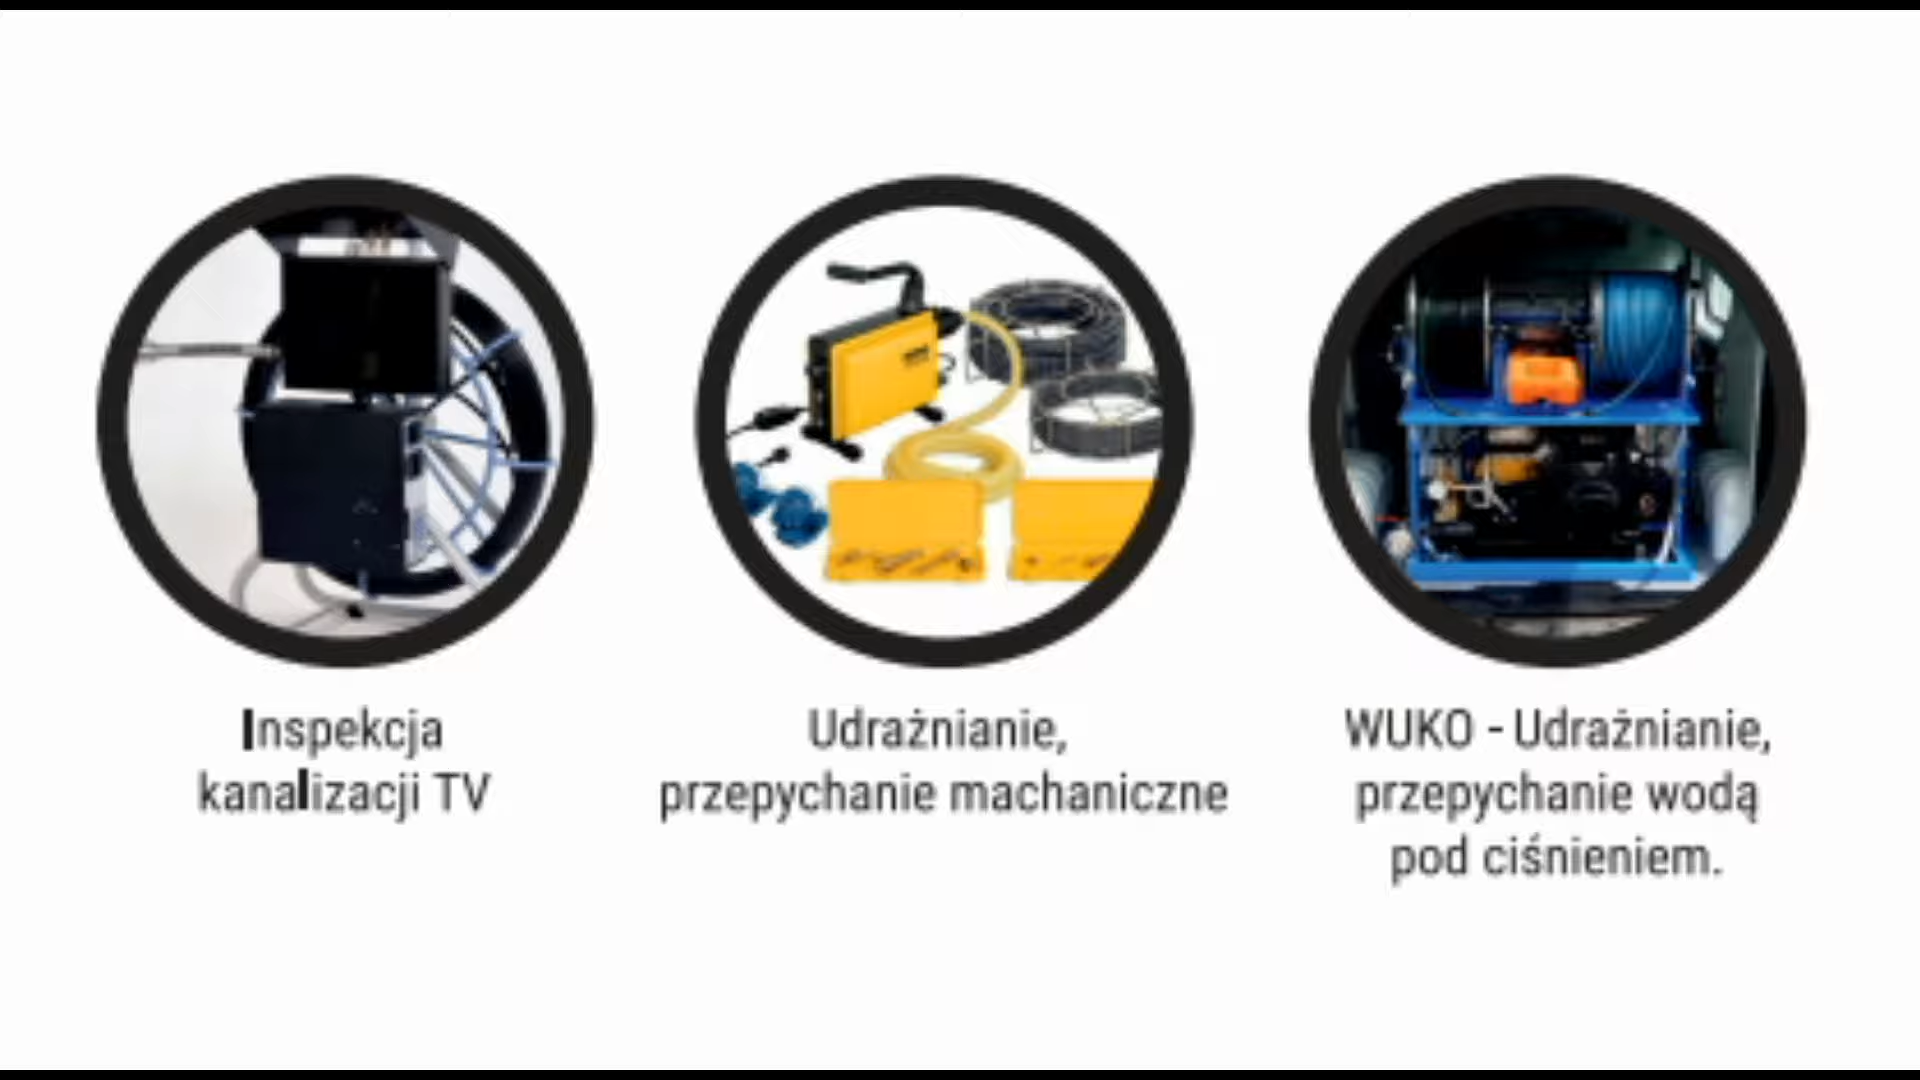 Inspekcja
kanalizacji TV
Udrażnianie,
przepychanie machaniczne
WUKO - Udrażnianie,
przepychanie wodą
pod ciśnieniem.